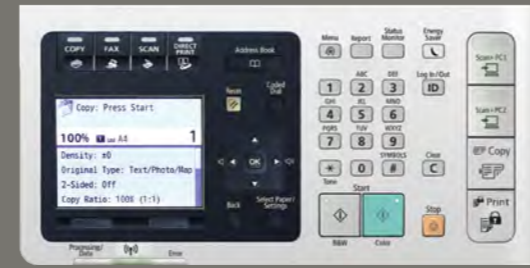 COPY FAX SCAN DIRECT PRINT
Address Book
Reset
Coded Dial
Copy: Press Start
100% A4 1
Density: ±0
Original Type: Text/Photo/Map
2-Sided: Off
Copy Ratio: 100% (1:1)
OK
Back
Select Paper/ Settings
Processing/ Data
Error
Menu Report Status Monitor Energy Saver
ABC DEF Log In/Out
1 2 3 ID
GHI JKL MNO
4 5 6
PQRS TUV WXYZ
7 8 9
SYMBOLS Clear
* 0 # C
Tone
Start
Stop
B&W Color
Scan>PC1
Scan>PC2
Copy
Print